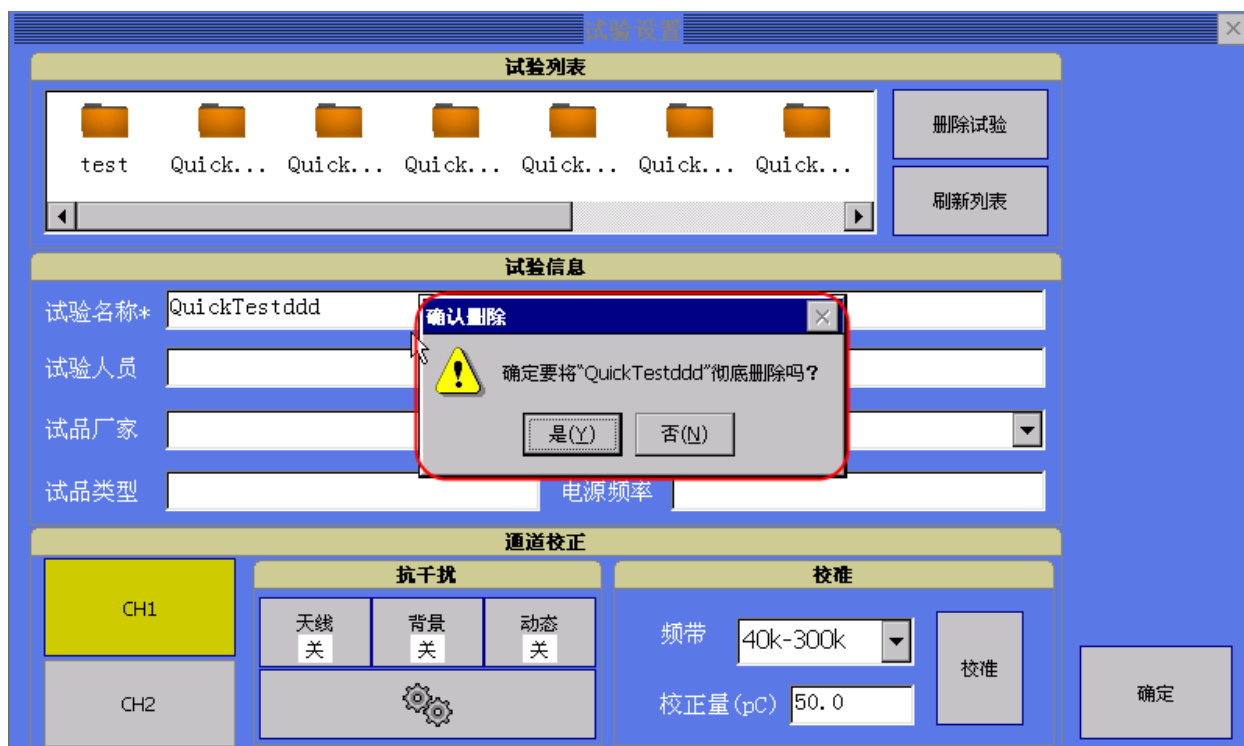 试验设置
试验列表
test Quick... Quick... Quick... Quick... Quick... Quick...
删除试验
刷新列表
试验信息
试验名称* QuickTestddd
确认删除
确定要将“QuickTestddd”彻底删除吗？
是(Y) 否(N)
试验人员
试品厂家
试品类型 电源频率
通道校正
CH1
CH2
抗干扰
天线 背景 动态
关 关 关
校准
频带 40k-300k
校正量(pC) 50.0
校准
确定